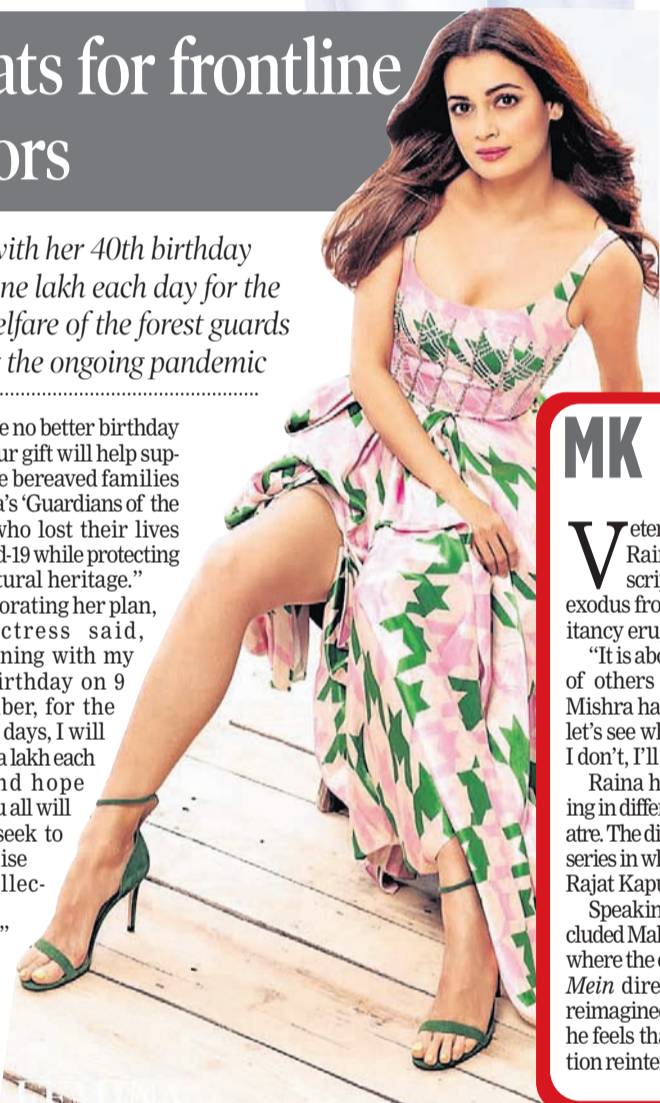 ats for frontline
ors
with her 40th birthday
ne lakh each day for the
elfare of the forest guards
the ongoing pandemic
e no better birthday
ur gift will help sup-
e bereaved families
a's 'Guardians of the
who lost their lives
d-19 while protecting
tural heritage."
orating her plan,
ctress said,
ning with my
irthday on 9
ber, for the
days, I will
a lakh each
nd hope
u all will
seek to
ise
llec-
"
MK
Veter
Rain
scri
exodus fro
itancy eru
"It is abo
of others
Mishra ha
let's see wh
I don't, I'll
Raina h
ing in differ
atre. The di
series in wh
Rajat Kapu
Speakin
cluded Mal
where the
Mein dire
reimagined
he feels tha
tion reinte